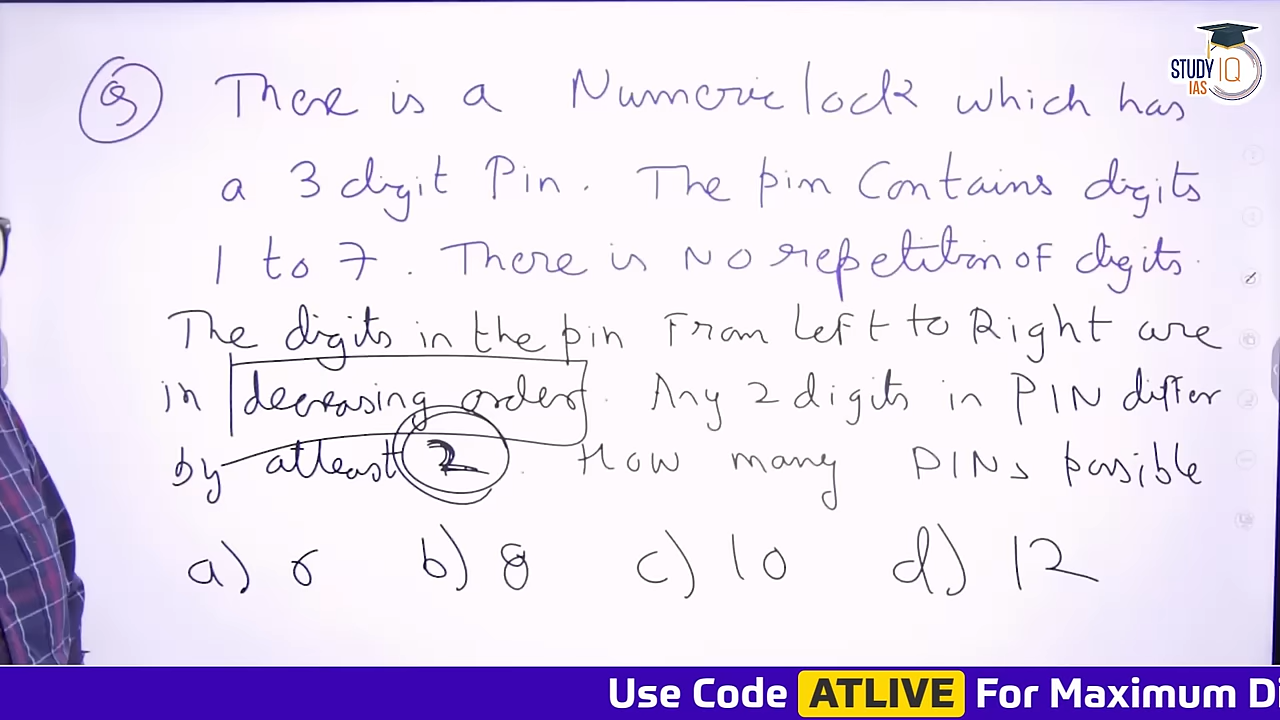 Q There is a Numeric lock which has
a 3 digit Pin. The pin Contains digits
1 to 7. There is No repetition of digits.
The digits in the pin From Left to Right are
in decreasing order. Any 2 digits in PIN differ
by atleast 2. How many PINs possible
a) 6 b) 8 c) 10 d) 12
STUDY IQ
IAS
Use Code ATLIVE For Maximum Di